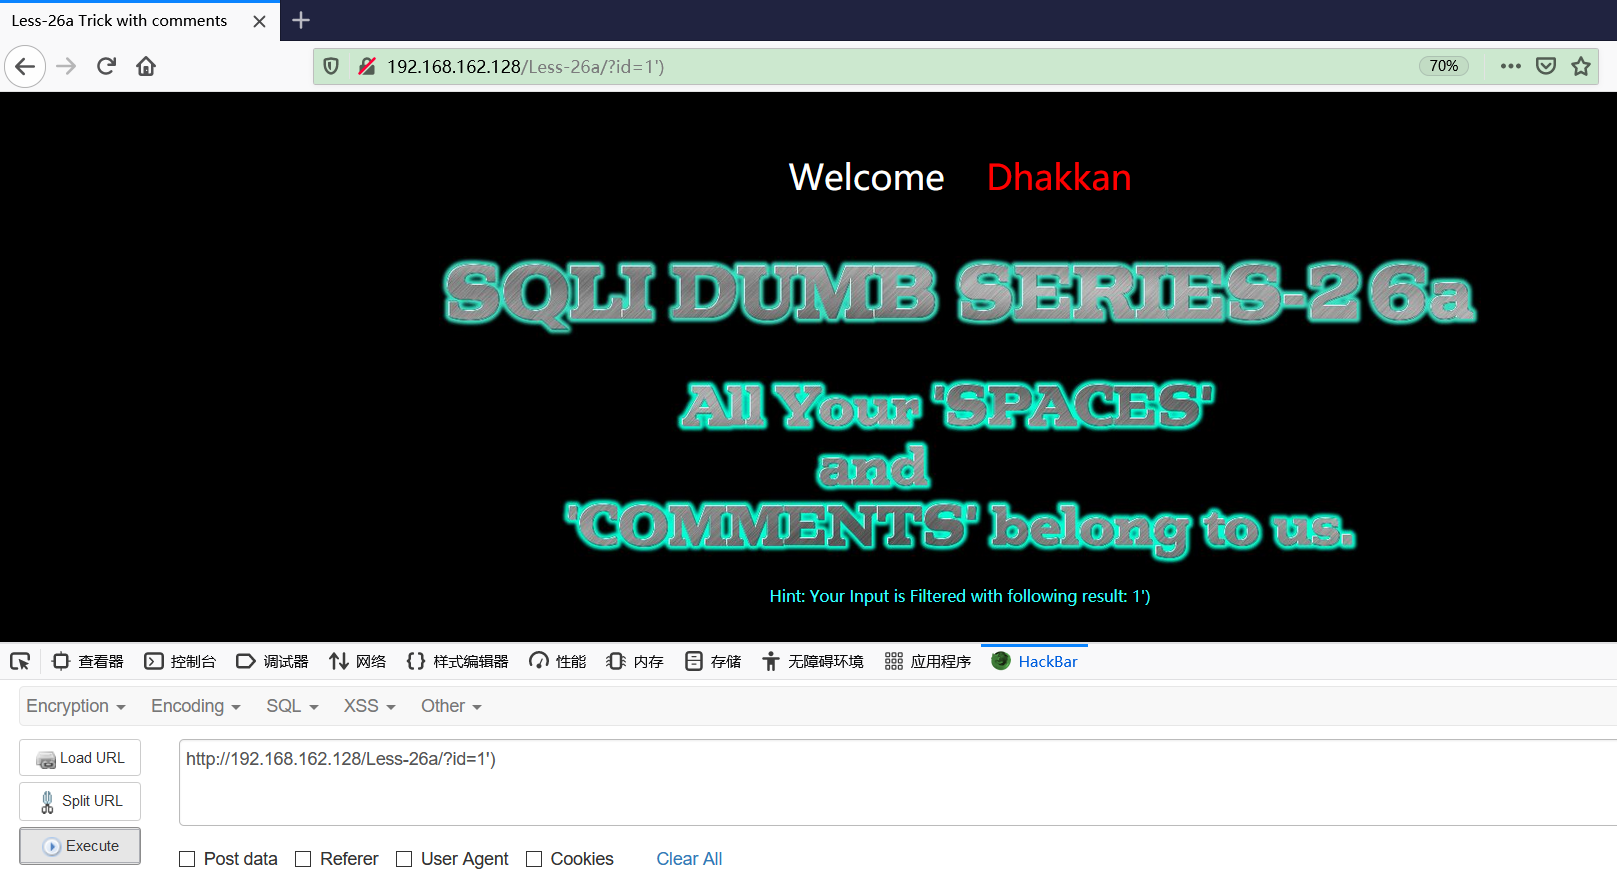 Less-26a Trick with comments
192.168.162.128/Less-26a/?id=1')
70%
Welcome Dhakkan
SQLI DUMB SERIES-26a
All Your 'SPACES'
and
'COMMENTS' belong to us.
Hint: Your Input is Filtered with following result: 1')
查看器 控制台 调试器 网络 样式编辑器 性能 内存 存储 无障碍环境 应用程序 HackBar
Encryption Encoding SQL XSS Other
Load URL
http://192.168.162.128/Less-26a/?id=1')
Split URL
Execute
Post data Referer User Agent Cookies Clear All